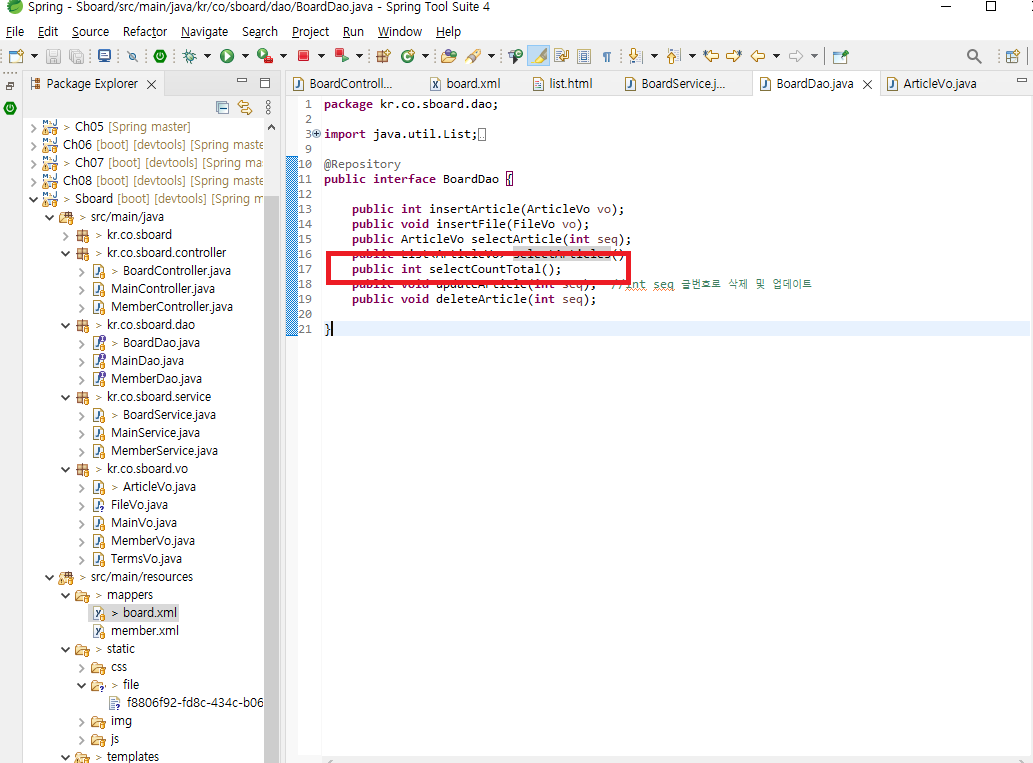 Spring - Sboard/src/main/java/kr/co/sboard/dao/BoardDao.java - Spring Tool Suite 4
File Edit Source Refactor Navigate Search Project Run Window Help
Package Explorer
BoardControll...
board.xml
list.html
BoardService.j...
BoardDao.java
ArticleVo.java
> Ch05 [Spring master]
Ch06 [boot] [devtools] [Spring maste
> Ch07 [boot] [devtools] [Spring ma
Ch08 [boot] [devtools] [Spring maste
> Sboard [boot] [devtools] [Spring m
> src/main/java
> kr.co.sboard
> kr.co.sboard.controller
> BoardController.java
MainController.java
MemberController.java
> kr.co.sboard.dao
> BoardDao.java
MainDao.java
MemberDao.java
> kr.co.sboard.service
> BoardService.java
MainService.java
MemberService.java
> kr.co.sboard.vo
> ArticleVo.java
FileVo.java
MainVo.java
MemberVo.java
TermsVo.java
> src/main/resources
> mappers
> board.xml
member.xml
> static
css
> file
f8806f92-fd8c-434c-b06
img
js
> templates
1 package kr.co.sboard.dao;
2
3 import java.util.List;
9
10 @Repository
11 public interface BoardDao {
12
13 public int insertArticle(ArticleVo vo);
14 public void insertFile(FileVo vo);
15 public ArticleVo selectArticle(int seq);
16 public List<ArticleVo> selectArticles()
17 public int selectCountTotal();
18 public void updateArticle(int seq); //int seq 글번호로 삭제 및 업데이트
19 public void deleteArticle(int seq);
20
21 }